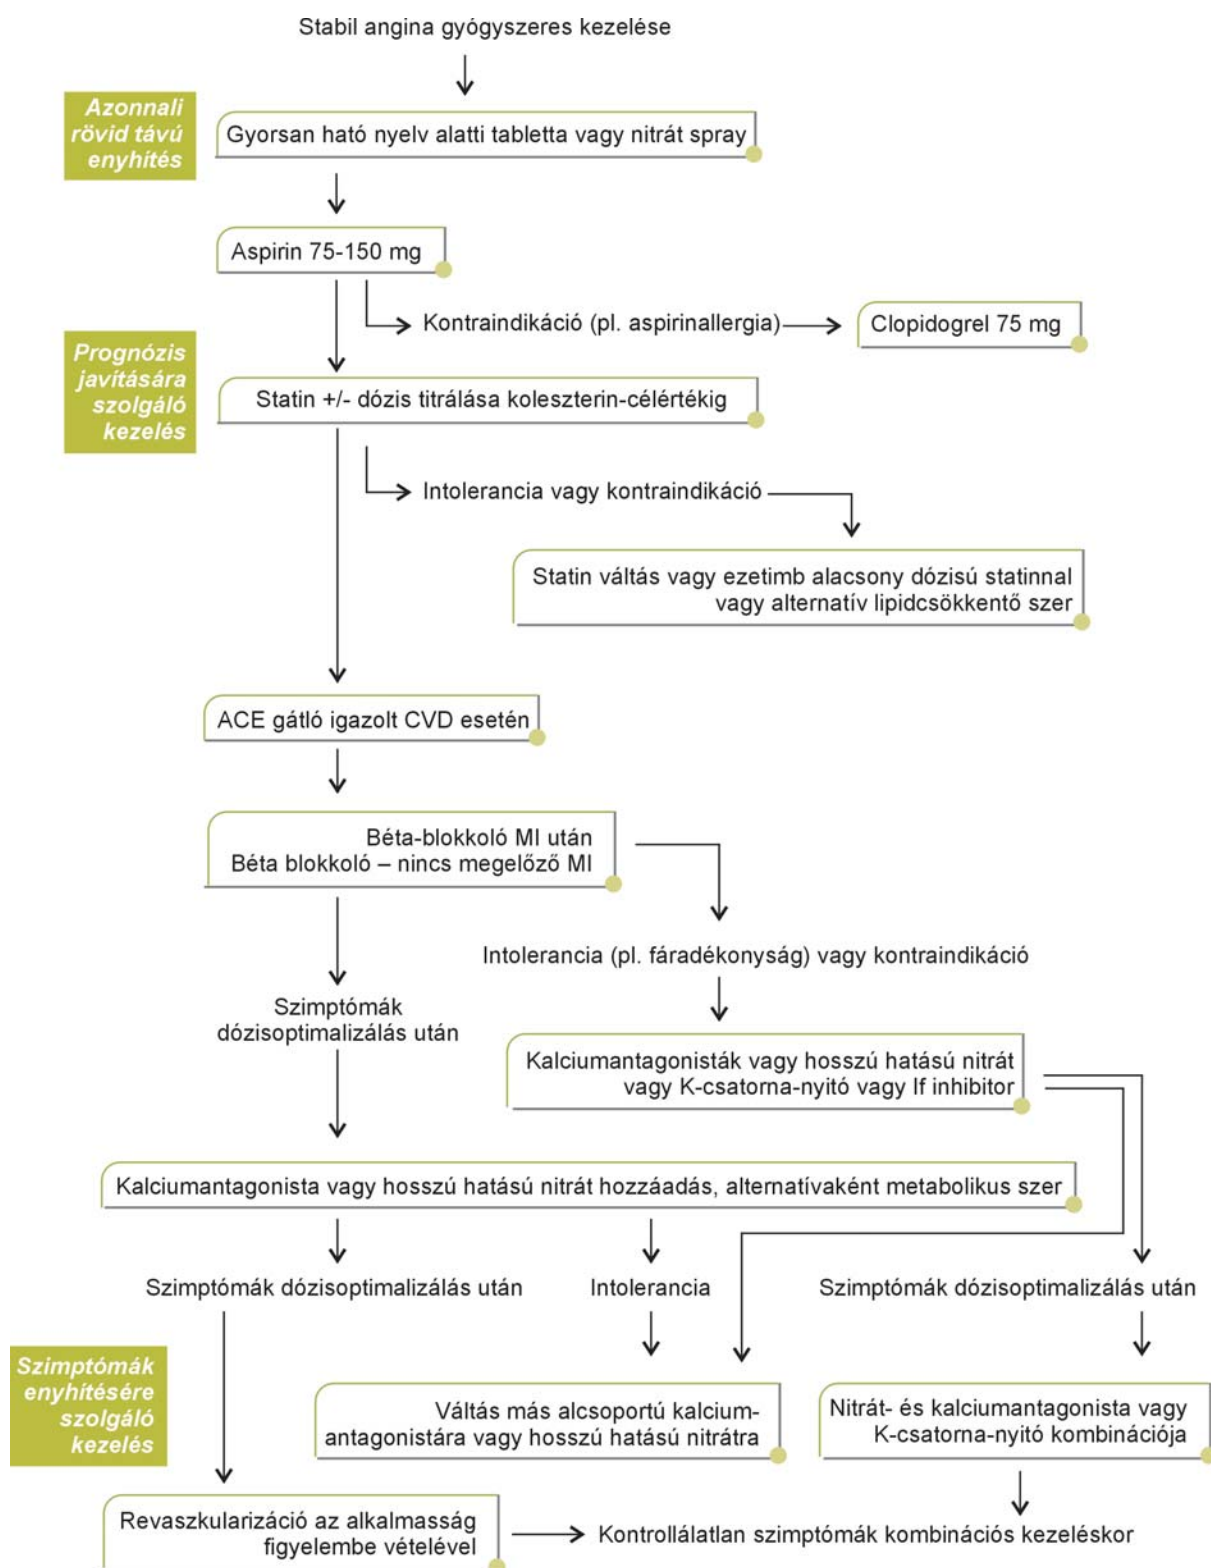 Stabil angina gyógyszeres kezelése
Azonnali
rövid távú
enyhítés
Gyorsan ható nyelv alatti tabletta vagy nitrát spray
Aspirin 75-150 mg
Kontraindikáció (pl. aspirinallergia)
Clopidogrel 75 mg
Prognózis
javítására
szolgáló
kezelés
Statin +/- dózis titrálása koleszterin-célértékig
Intolerancia vagy kontraindikáció
Statin váltás vagy ezetimb alacsony dózisú statinnal
vagy alternatív lipidcsökkentő szer
ACE gátló igazolt CVD esetén
Béta-blokkoló MI után
Béta blokkoló – nincs megelőző MI
Intolerancia (pl. fáradékonyság) vagy kontraindikáció
Szimptómák
dózisoptimalizálás után
Kalciumantagonisták vagy hosszú hatású nitrát
vagy K-csatorna-nyitó vagy If inhibitor
Kalciumantagonista vagy hosszú hatású nitrát hozzáadás, alternatívaként metabolikus szer
Szimptómák dózisoptimalizálás után
Intolerancia
Szimptómák dózisoptimalizálás után
Szimptómák
enyhítésére
szolgáló
kezelés
Váltás más alcsoportú kalcium-
antagonistára vagy hosszú hatású nitrátra
Nitrát- és kalciumantagonista vagy
K-csatorna-nyitó kombinációja
Revaszkularizáció az alkalmasság
figyelembe vételével
Kontrollálatlan szimptómák kombinációs kezeléskor